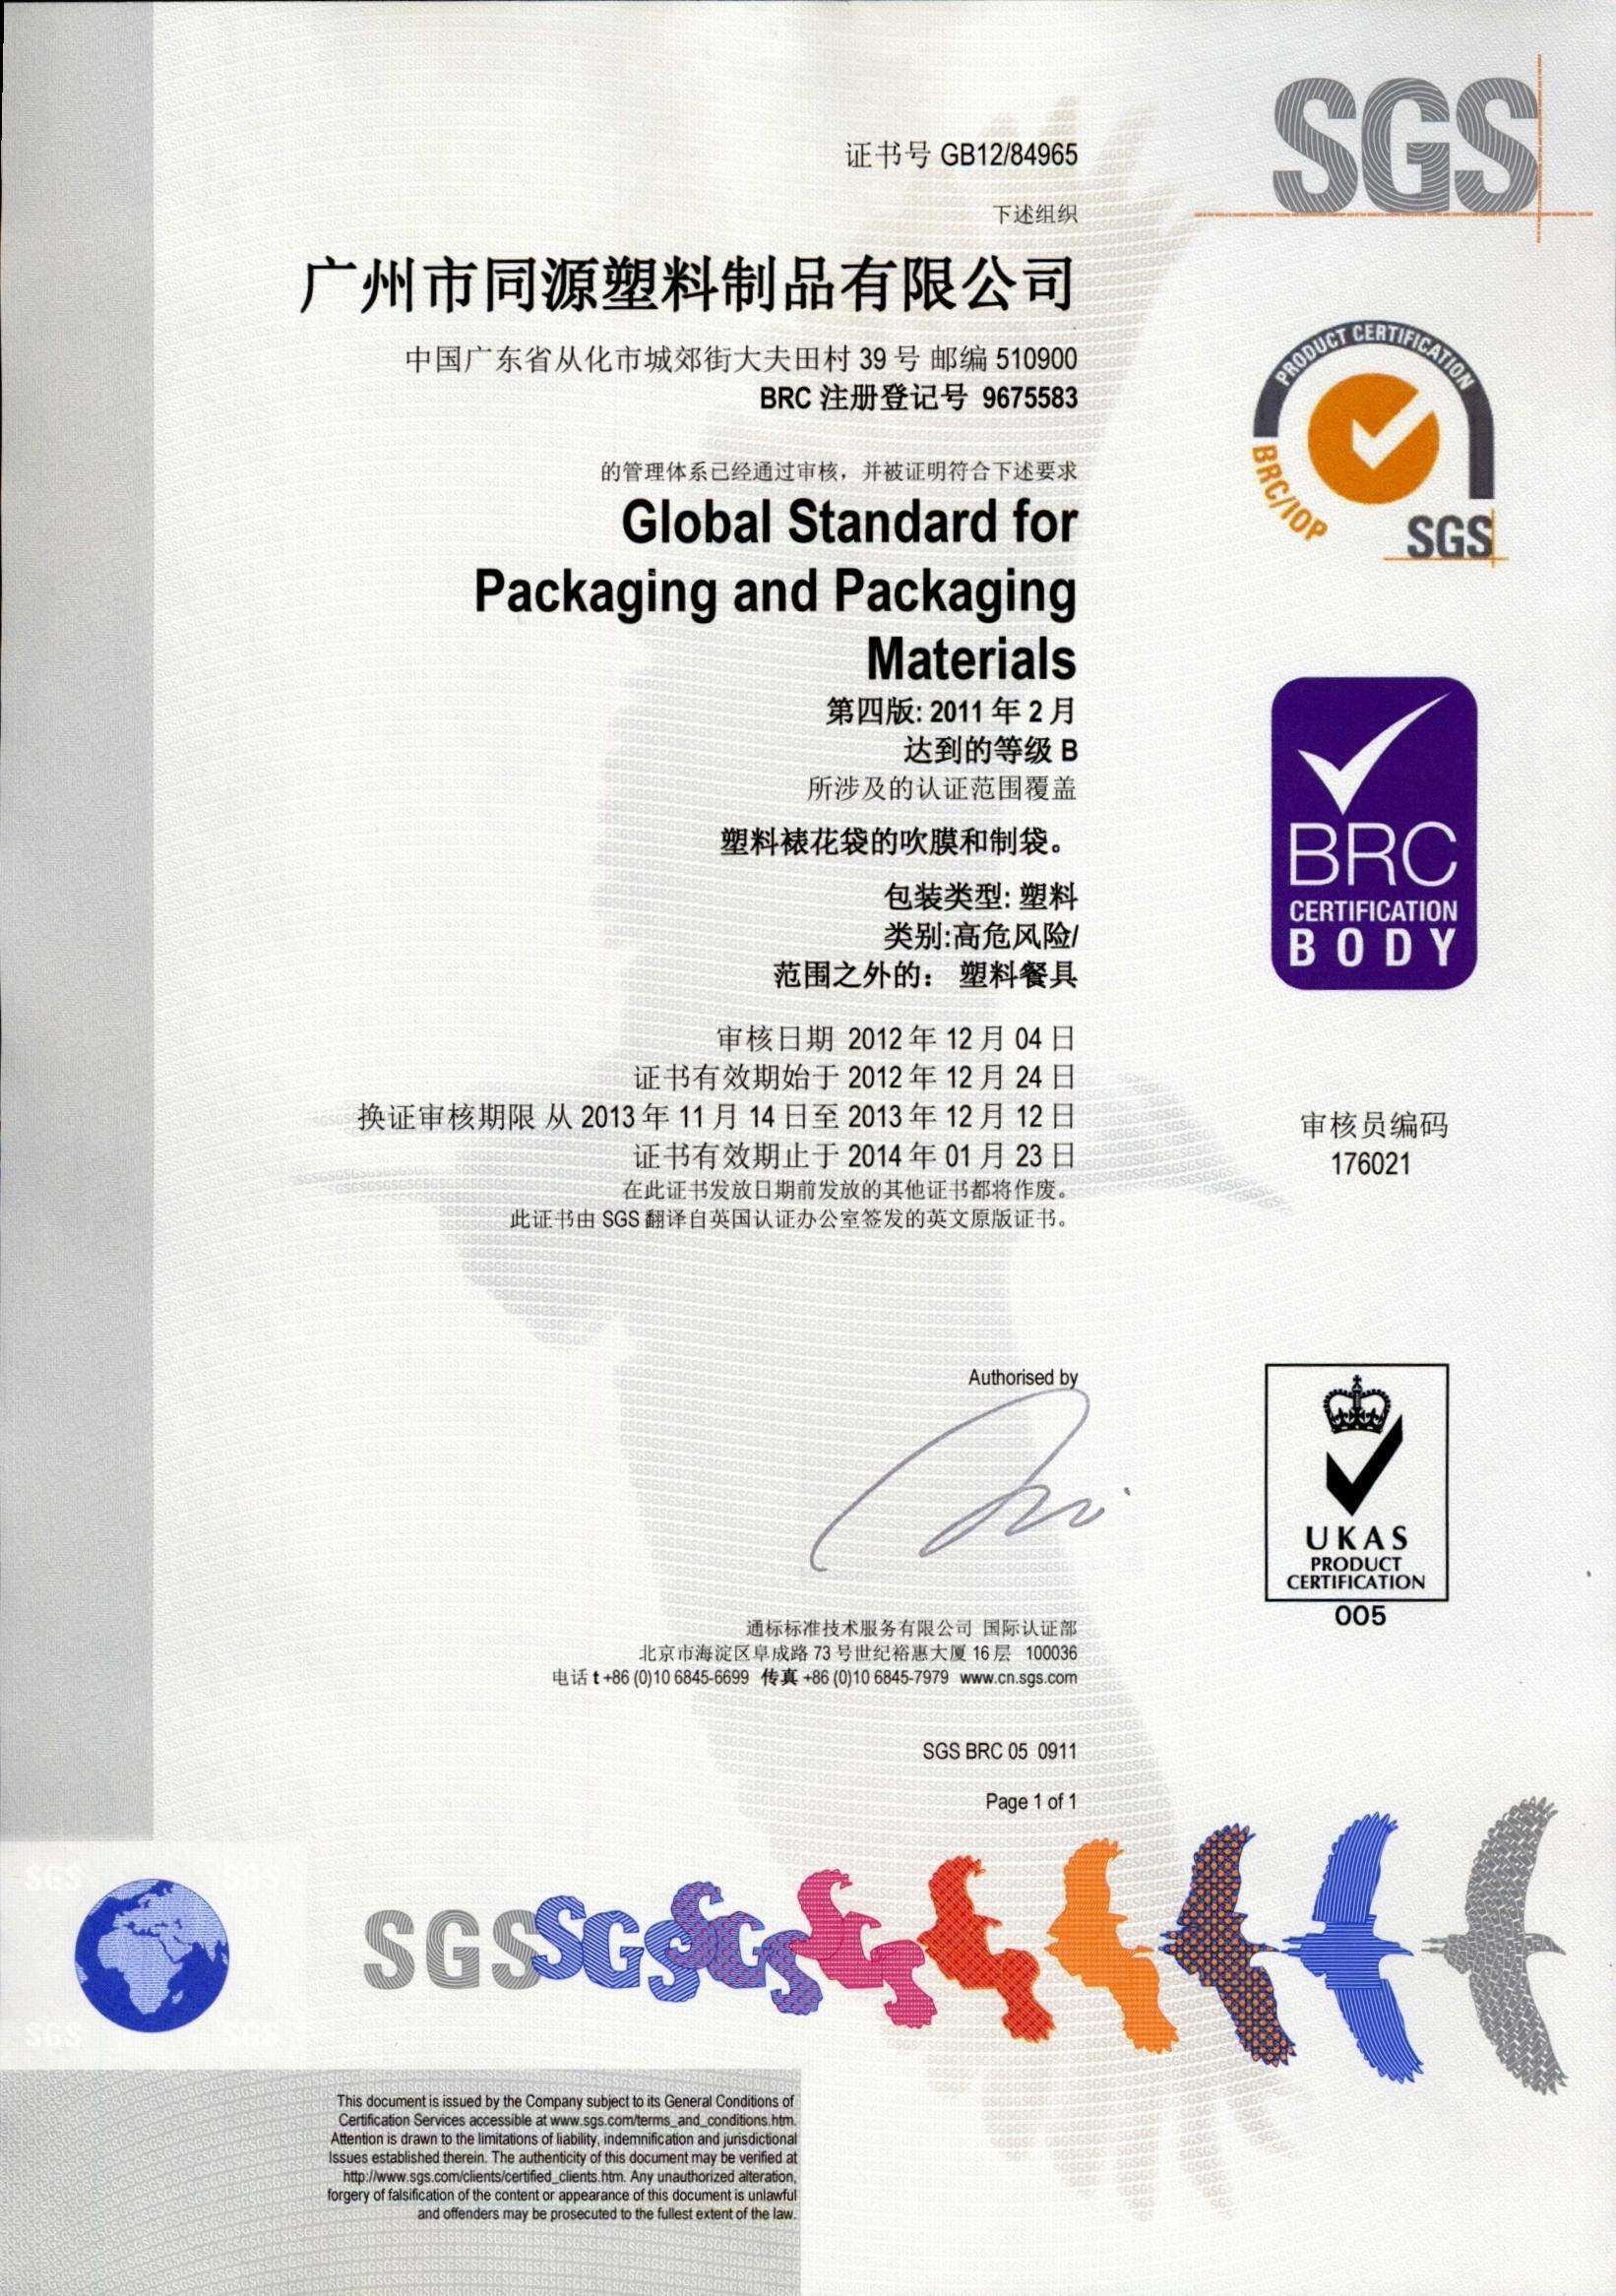 SGS
证书号 GB12/84965
下述组织
广州市同源塑料制品有限公司
中国广东省从化市城郊街大夫田村 39 号 邮编 510900
BRC 注册登记号 9675583
的管理体系已经通过审核，并被证明符合下述要求
Global Standard for
Packaging and Packaging
Materials
第四版: 2011 年 2 月
达到的等级 B
所涉及的认证范围覆盖
塑料裱花袋的吹膜和制袋。
包装类型: 塑料
类别:高危风险/
范围之外的： 塑料餐具
审核日期 2012 年 12 月 04 日
证书有效期始于 2012 年 12 月 24 日
换证审核期限 从 2013 年 11 月 14 日至 2013 年 12 月 12 日
证书有效期止于 2014 年 01 月 23 日
在此证书发放日期前发放的其他证书都将作废。
此证书由 SGS 翻译自英国认证办公室签发的英文原版证书。
PRODUCT CERTIFICATION
BRC/IOP
SGS
BRC
CERTIFICATION
BODY
审核员编码
176021
Authorised by
UKAS
PRODUCT
CERTIFICATION
005
通标标准技术服务有限公司 国际认证部
北京市海淀区阜成路 73 号世纪裕惠大厦 16 层 100036
电话 t +86 (0)10 6845-6699 传真 +86 (0)10 6845-7979 www.cn.sgs.com
SGS BRC 05 0911
Page 1 of 1
SGS SGS SGS
This document is issued by the Company subject to its General Conditions of
Certification Services accessible at www.sgs.com/terms_and_conditions.htm.
Attention is drawn to the limitations of liability, indemnification and jurisdictional
Issues established therein. The authenticity of this document may be verified at
http://www.sgs.com/clients/certified_clients.htm. Any unauthorized alteration,
forgery of falsification of the content or appearance of this document is unlawful
and offenders may be prosecuted to the fullest extent of the law.